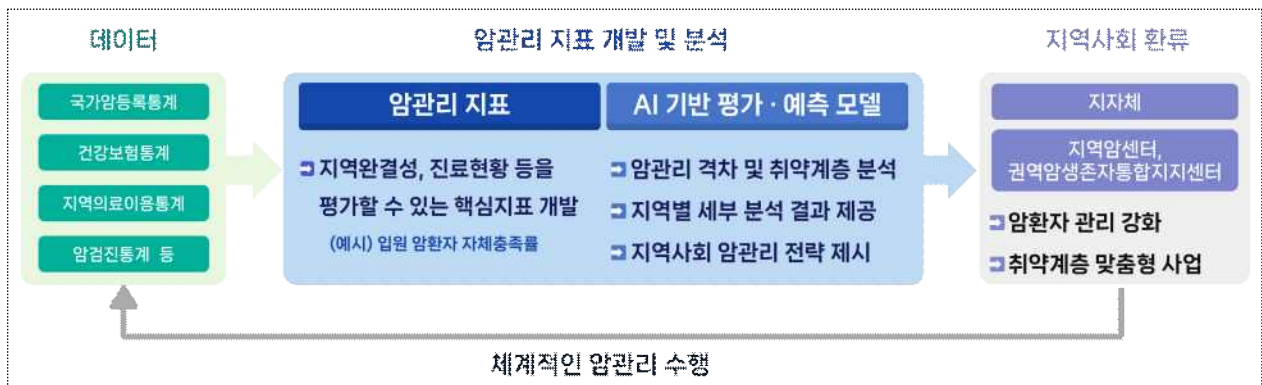 데이터
국가암등록통계
건강보험통계
지역의료이용통계
암검진통계 등
암관리 지표 개발 및 분석
암관리 지표
지역완결성, 진료현황 등을
평가할 수 있는 핵심지표 개발
(예시) 입원 암환자 자체충족률
AI 기반 평가 · 예측 모델
암관리 격차 및 취약계층 분석
지역별 세부 분석 결과 제공
지역사회 암관리 전략 제시
지역사회 환류
지자체
지역암센터,
권역암생존자통합지지센터
암환자 관리 강화
취약계층 맞춤형 사업
체계적인 암관리 수행